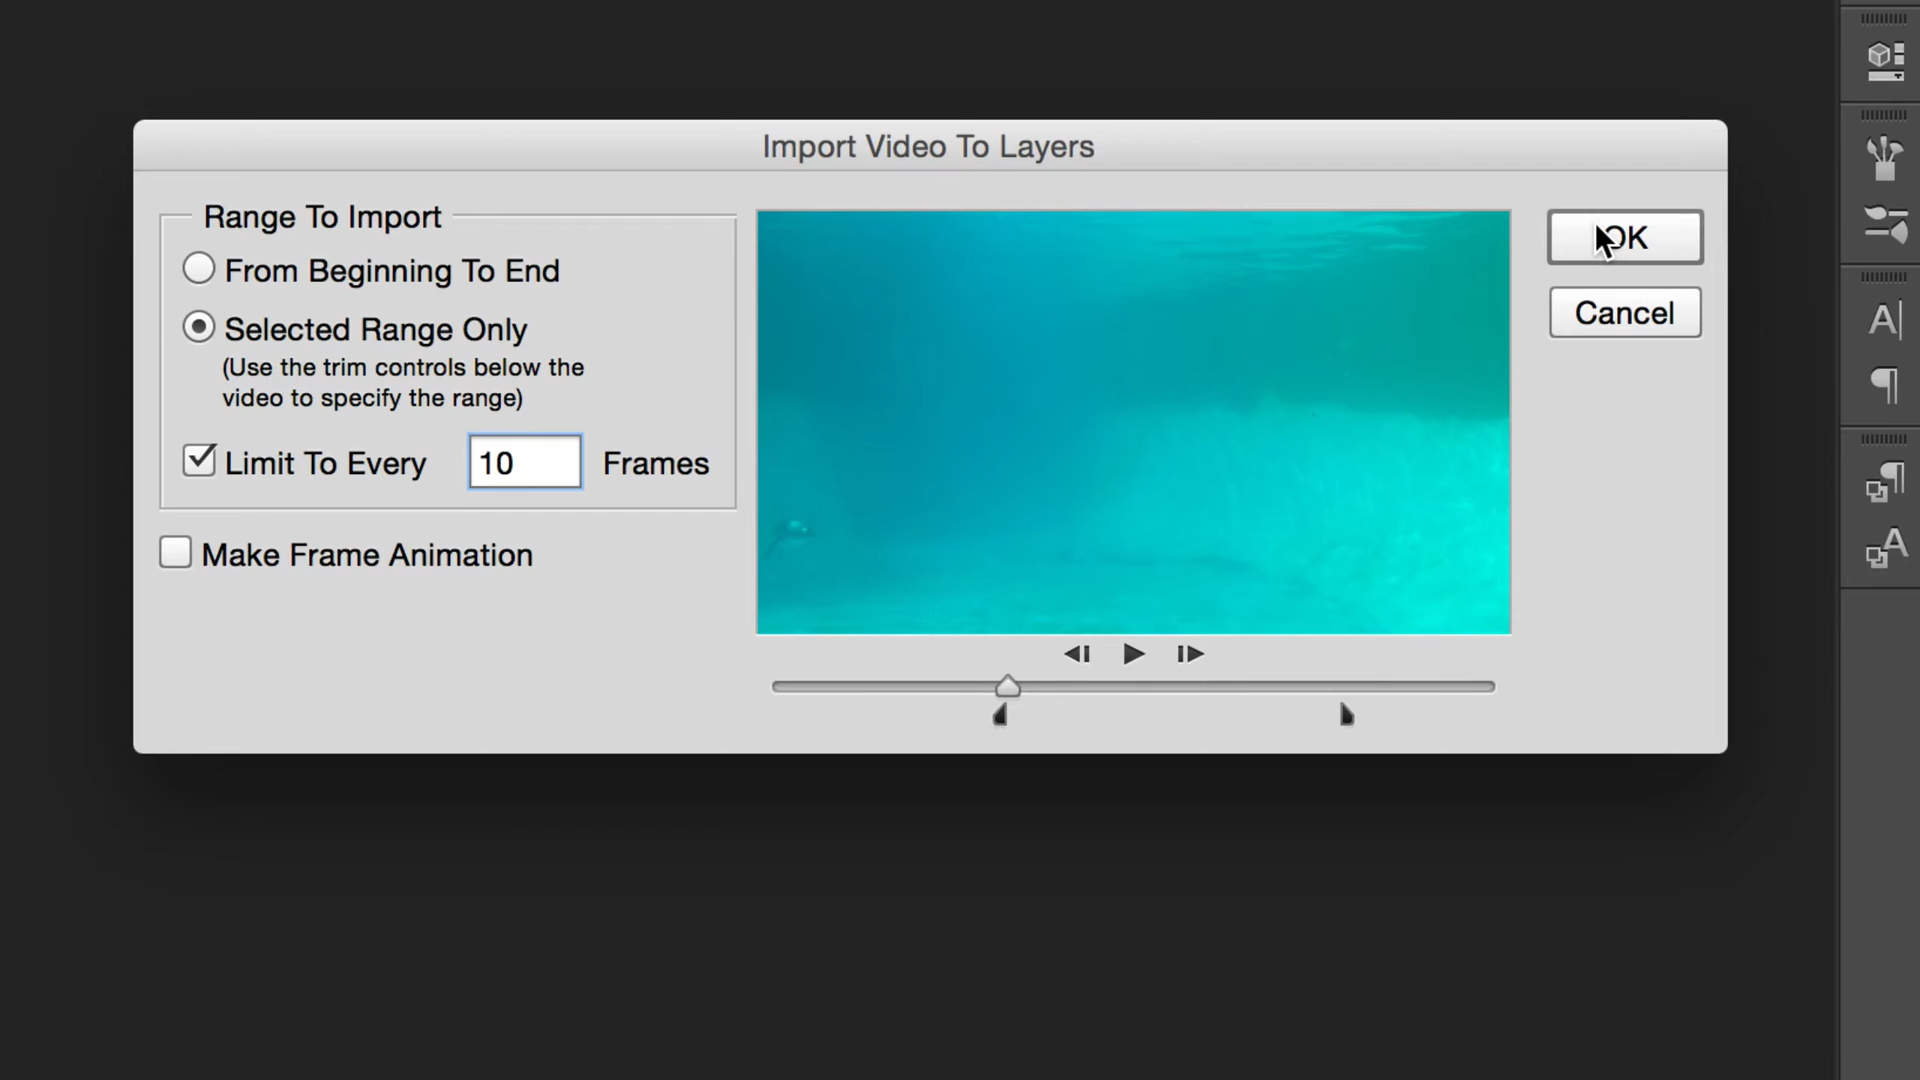 Import Video To Layers
Range To Import
From Beginning To End
Selected Range Only
(Use the trim controls below the
video to specify the range)
Limit To Every 10 Frames
Make Frame Animation
OK
Cancel